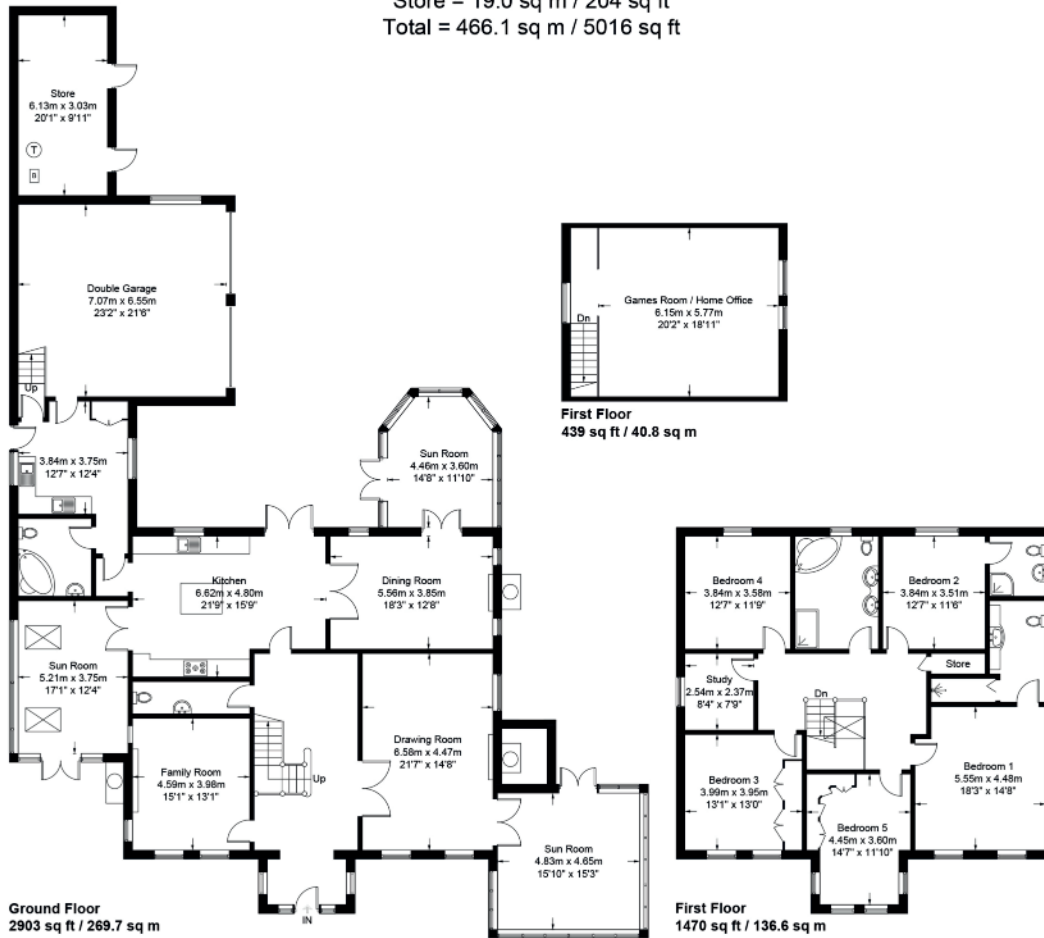 Store = 19.0 sq m / 204 sq ft
Total = 466.1 sq m / 5016 sq ft
Store
6.13m x 3.03m
20'1" x 9'11"
T
B
Double Garage
7.07m x 6.55m
23'2" x 21'6"
Up
Games Room / Home Office
6.15m x 5.77m
20'2" x 18'11"
Dn
First Floor
439 sq ft / 40.8 sq m
3.84m x 3.75m
12'7" x 12'4"
Sun Room
4.46m x 3.60m
14'8" x 11'10"
Kitchen
6.62m x 4.80m
21'9" x 15'9"
Dining Room
5.56m x 3.85m
18'3" x 12'8"
Sun Room
5.21m x 3.75m
17'1" x 12'4"
Family Room
4.59m x 3.98m
15'1" x 13'1"
Up
Drawing Room
6.58m x 4.47m
21'7" x 14'8"
Sun Room
4.83m x 4.65m
15'10" x 15'3"
IN
Ground Floor
2903 sq ft / 269.7 sq m
Bedroom 4
3.84m x 3.58m
12'7" x 11'9"
Bedroom 2
3.84m x 3.51m
12'7" x 11'6"
Study
2.54m x 2.37m
8'4" x 7'9"
Store
Dn
Bedroom 3
3.99m x 3.95m
13'1" x 13'0"
Bedroom 5
4.45m x 3.60m
14'7" x 11'10"
Bedroom 1
5.55m x 4.48m
18'3" x 14'8"
First Floor
1470 sq ft / 136.6 sq m